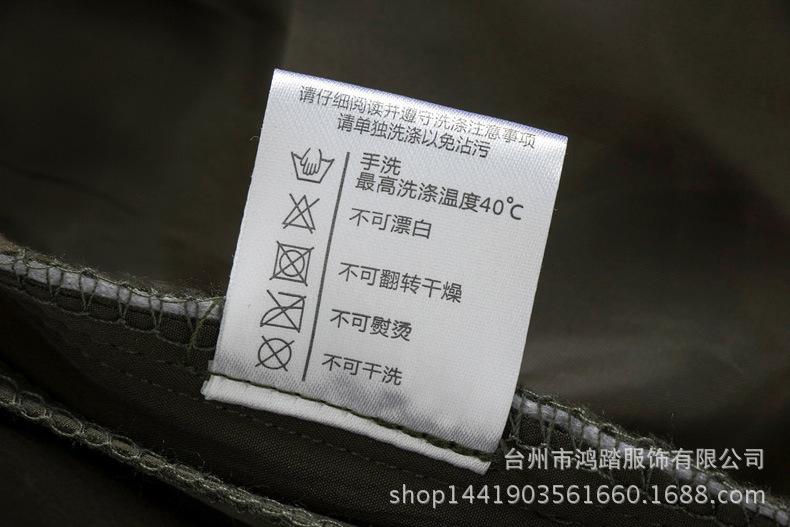 请仔细阅读并遵守洗涤注意事项
请单独洗涤以免沾污
手洗
最高洗涤温度40℃
不可漂白
不可翻转干燥
不可熨烫
不可干洗
台州市鸿踏服饰有限公司
shop1441903561660.1688.com